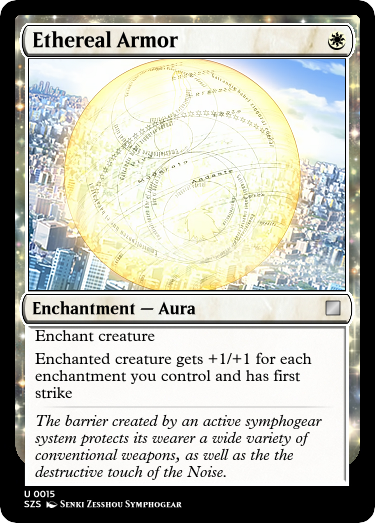 Ethereal Armor
Enchantment — Aura
Enchant creature
Enchanted creature gets +1/+1 for each
enchantment you control and has first
strike
The barrier created by an active symphogear
system protects its wearer a wide variety of
conventional weapons, as well as the the
destructive touch of the Noise.
U 0015
SZS Senki Zesshou Symphogear